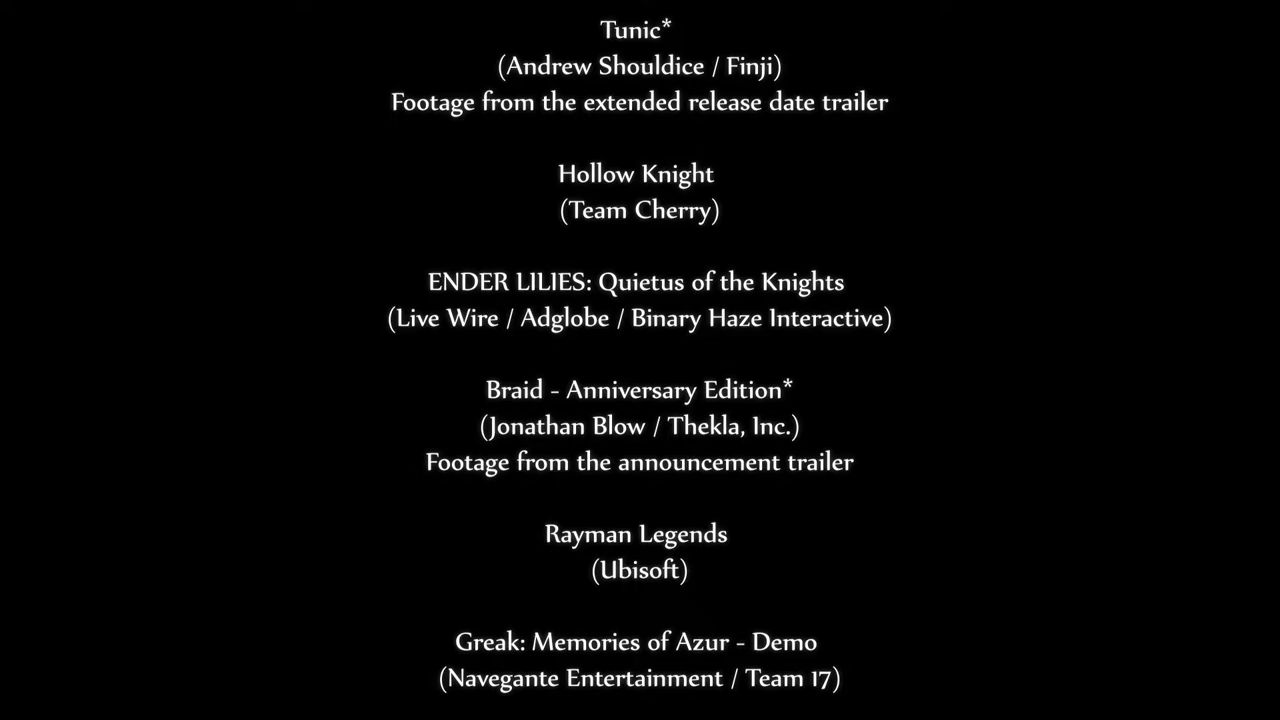 Tunic*
(Andrew Shouldice / Finji)
Footage from the extended release date trailer
Hollow Knight
(Team Cherry)
ENDER LILIES: Quietus of the Knights
(Live Wire / Adglobe / Binary Haze Interactive)
Braid - Anniversary Edition*
(Jonathan Blow / Thekla, Inc.)
Footage from the announcement trailer
Rayman Legends
(Ubisoft)
Greak: Memories of Azur - Demo
(Navegante Entertainment / Team 17)